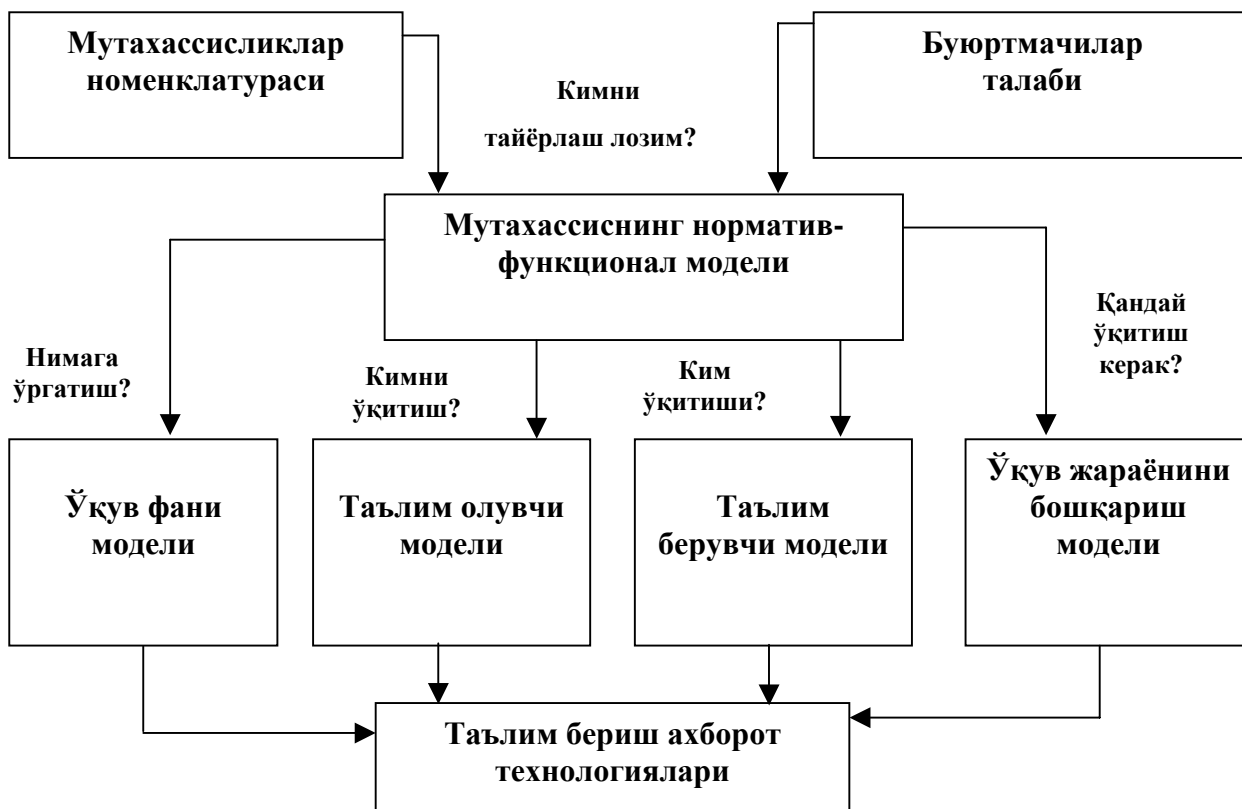 Мутахассисликлар
номенклатураси
Буюртмачилар
талаби
Кимни
тайёрлаш лозим?
Мутахассиснинг норматив-
функционал модели
Нимага
ўргатиш?
Кимни
ўқитиш?
Ким
ўқитиши?
Қандай
ўқитиш
керак?
Ўқув фани
модели
Таълим олувчи
модели
Таълим
берувчи модели
Ўқув жараёнини
бошқариш
модели
Таълим бериш ахборот
технологиялари